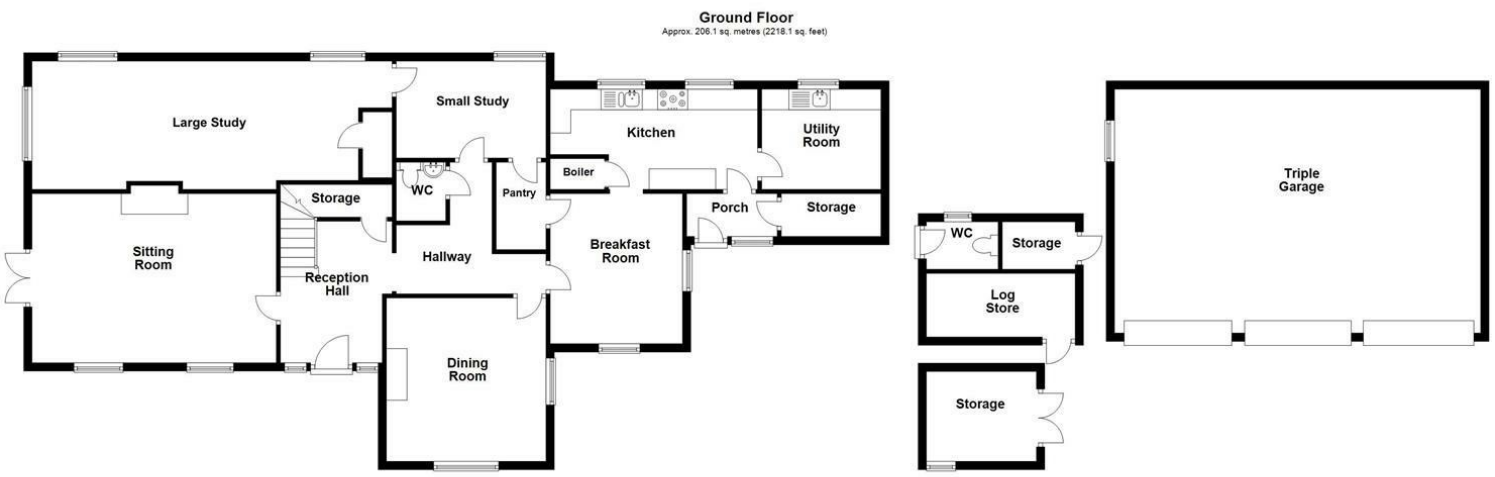 Ground Floor
Approx. 206.1 sq. metres (2218.1 sq. feet)
Large Study
Small Study
Kitchen
Utility
Room
Boiler
WC
Pantry
Storage
Porch
Storage
Sitting
Room
Reception
Hall
Hallway
Breakfast
Room
Dining
Room
WC
Storage
Log
Store
Storage
Triple
Garage